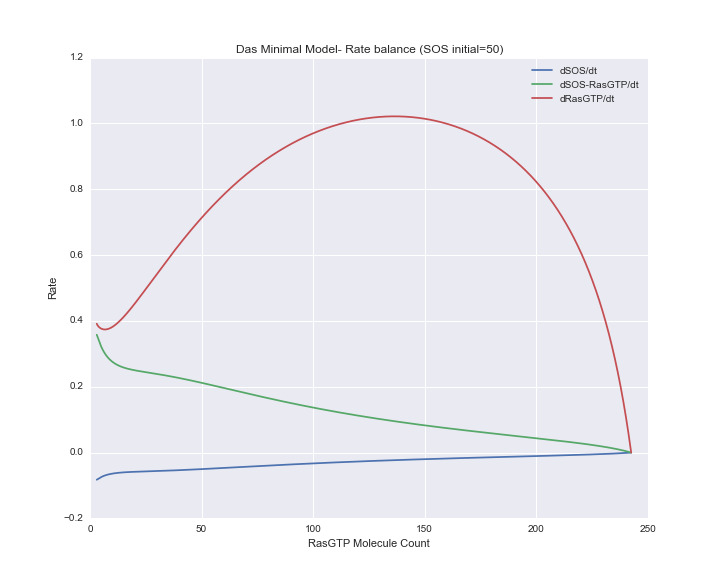 Das Minimal Model- Rate balance (SOS initial=50)
dSOS/dt
dSOS-RasGTP/dt
dRasGTP/dt
1.2
1.0
0.8
0.6
0.4
0.2
0.0
−0.2
Rate
0
50
100
150
200
250
RasGTP Molecule Count